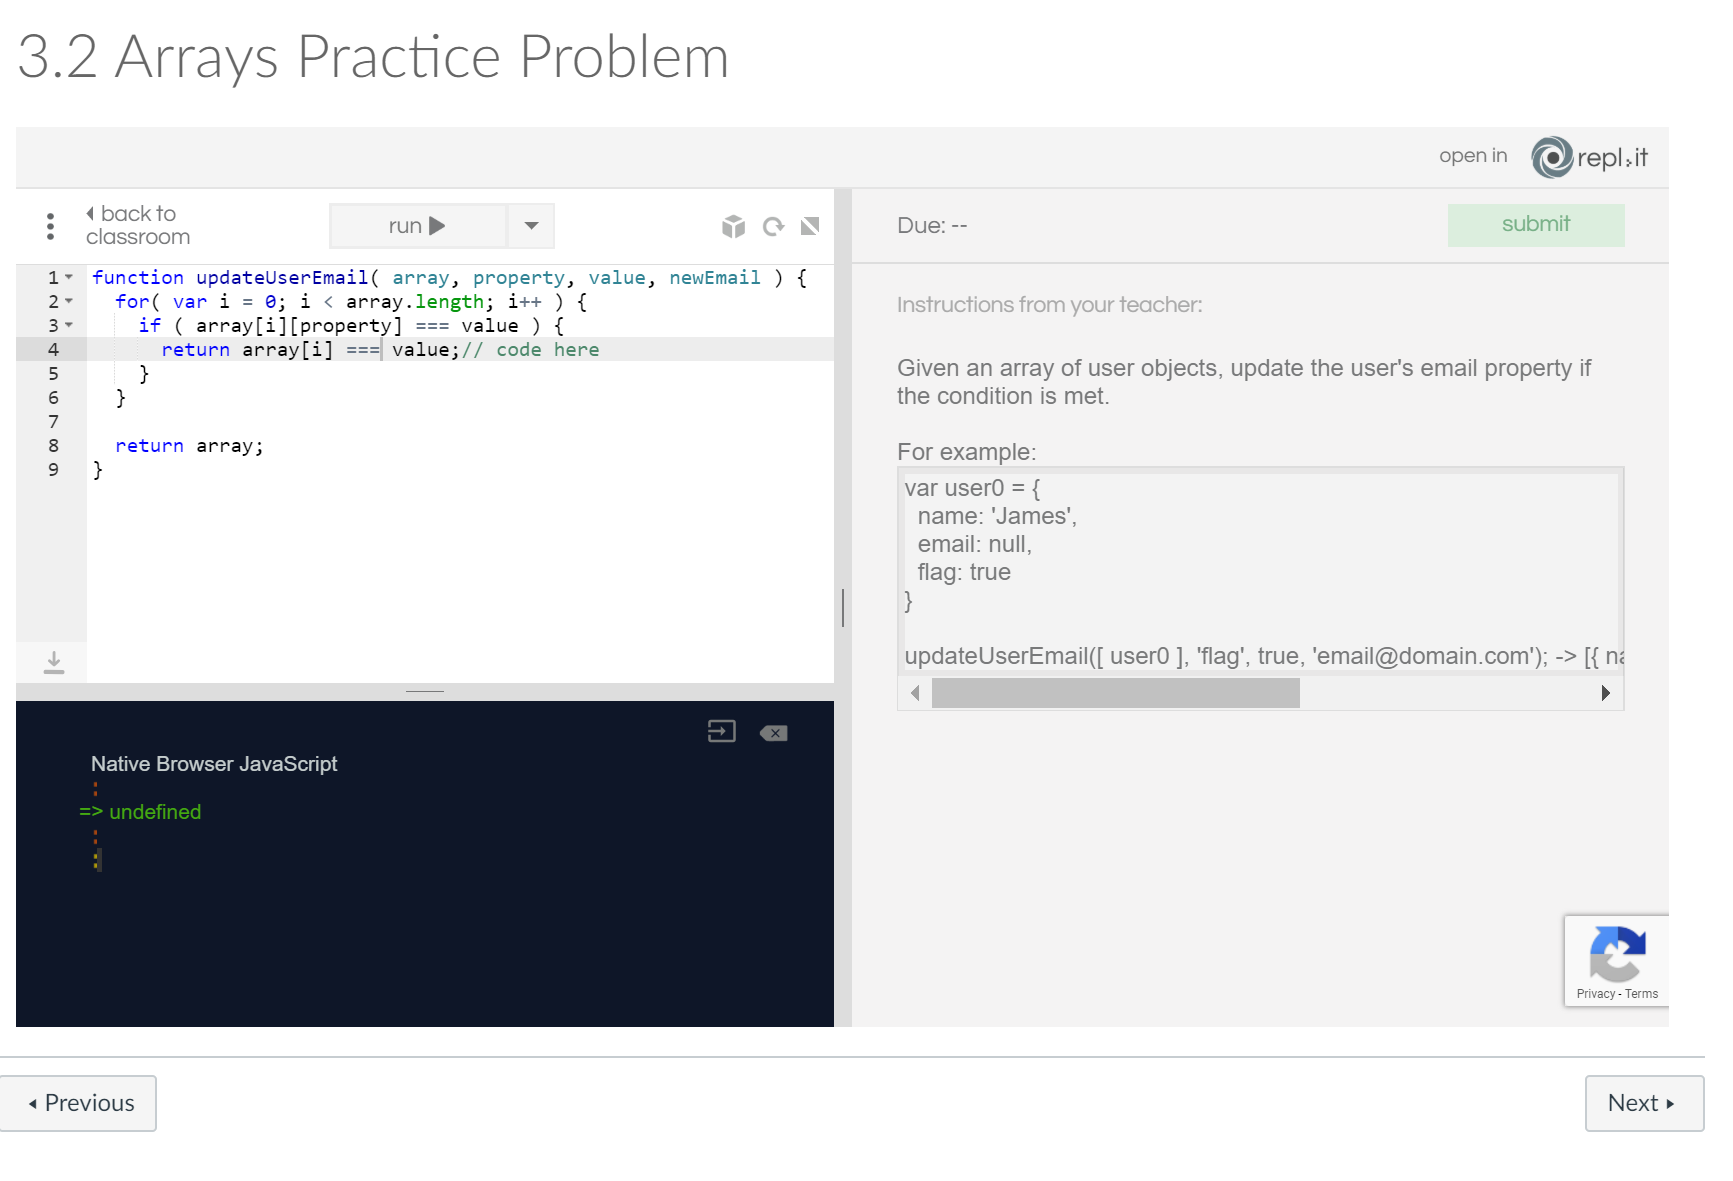 3.2 Arrays Practice Problem
open in
repl.it
back to
classroom
run
Due: --
submit
1
function updateUserEmail( array, property, value, newEmail ) {
2
for( var i = 0; i < array.length; i++ ) {
3
if ( array[i][property] === value ) {
4
return array[i] === value;// code here
5
}
6
}
7
8
return array;
9
}
Instructions from your teacher:
Given an array of user objects, update the user's email property if
the condition is met.
For example:
var user0 = {
name: 'James',
email: null,
flag: true
}
updateUserEmail([ user0 ], 'flag', true, 'email@domain.com'); -> [{
Native Browser JavaScript
=> undefined
Privacy - Terms
Previous
Next